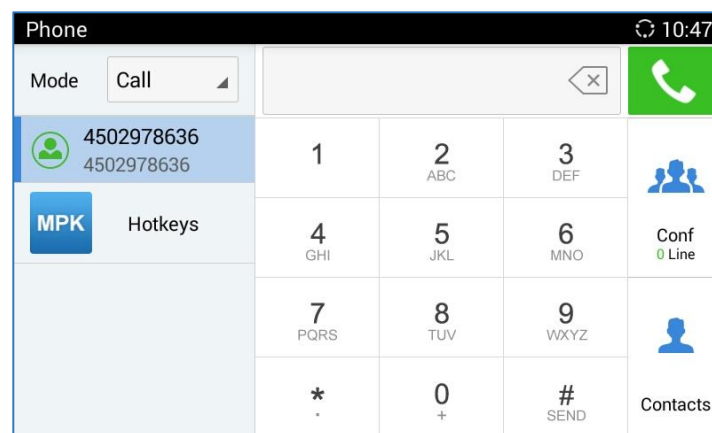 Phone 10:47
Mode Call
4502978636
4502978636
MPK Hotkeys
1 2 3
ABC DEF
4 5 6
GHI JKL MNO
7 8 9
PQRS TUV WXYZ
* 0 #
. + SEND
Conf
0 Line
Contacts